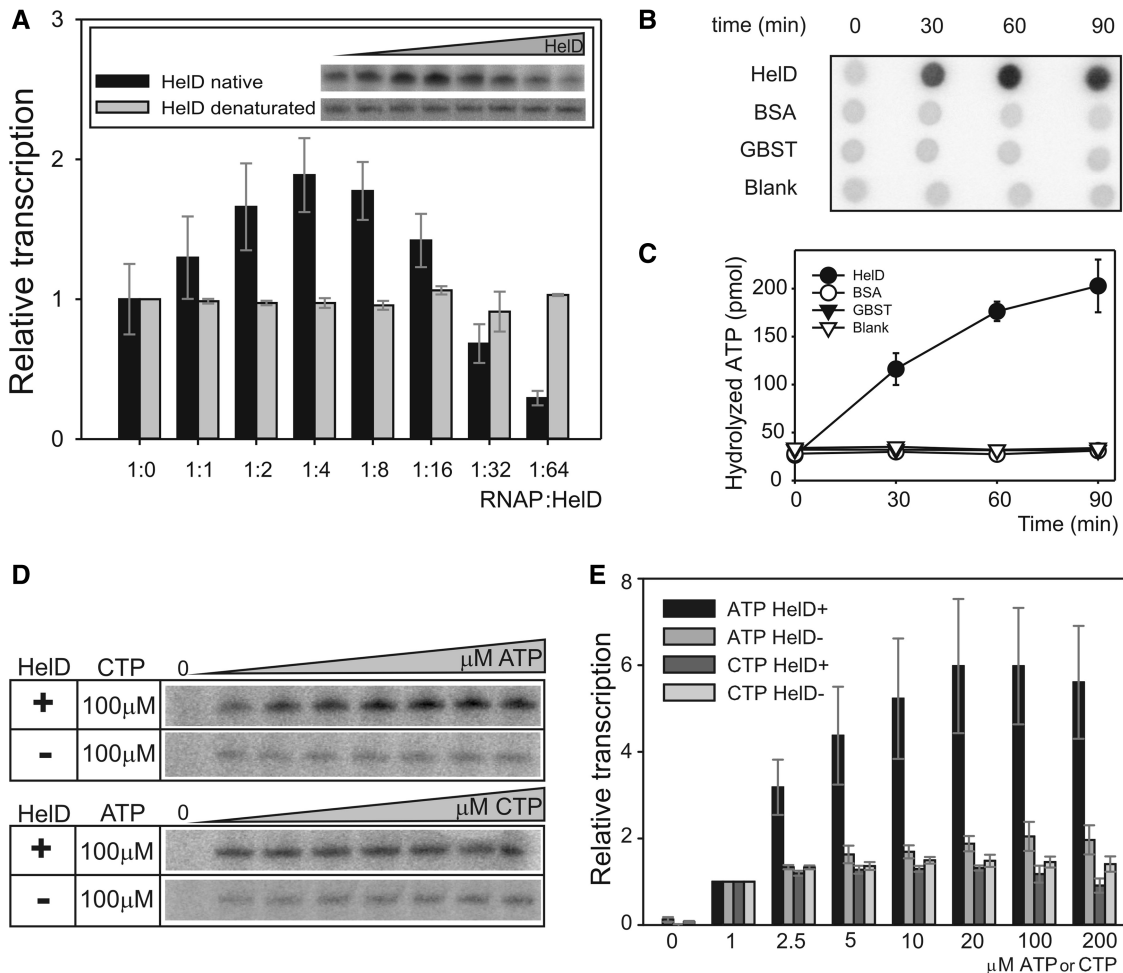 A
Relative transcription
3
2
1
0
HelD native
HelD denaturated
HelD
1:0 1:1 1:2 1:4 1:8 1:16 1:32 1:64
RNAP:HelD
B
time (min) 0 30 60 90
HelD
BSA
GBST
Blank
C
Hydrolyzed ATP (pmol)
200
150
100
50
0
HelD
BSA
GBST
Blank
0 30 60 90
Time (min)
D
HelD CTP 0 μM ATP
+ 100μM
- 100μM
HelD ATP 0 μM CTP
+ 100μM
- 100μM
E
Relative transcription
8
6
4
2
0
ATP HelD+
ATP HelD-
CTP HelD+
CTP HelD-
0 1 2.5 5 10 20 100 200
μM ATP or CTP